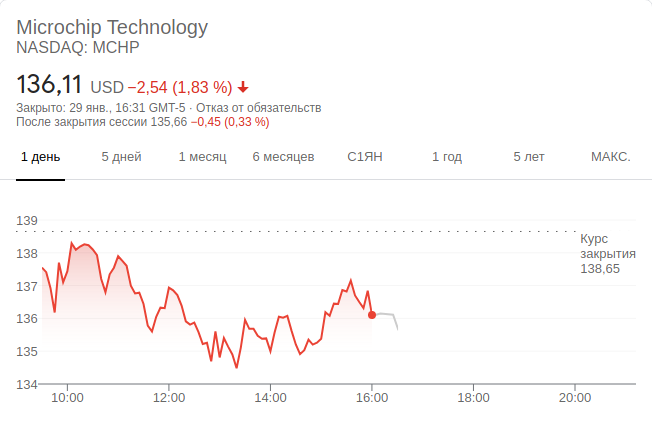 Microchip Technology
NASDAQ: MCHP
136,11 USD −2,54 (1,83 %)
Закрыто: 29 янв., 16:31 GMT-5 · Отказ от обязательств
После закрытия сессии 135,66 −0,45 (0,33 %)
1 день 5 дней 1 месяц 6 месяцев С1ЯН 1 год 5 лет МАКС.
139
Курс
138 закрытия
138,65
137
136
135
134
10:00 12:00 14:00 16:00 18:00 20:00